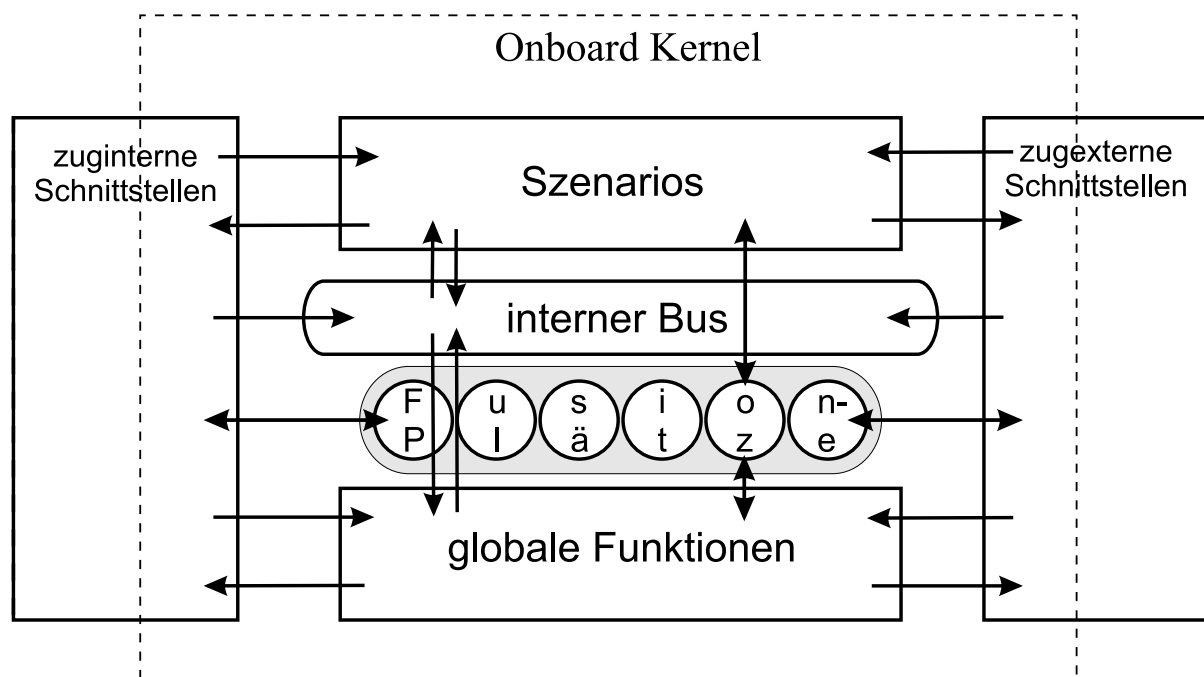 Onboard Kernel
zuginterne
Schnittstellen
Szenarios
zugexterne
Schnittstellen
interner Bus
F u s i o n-
P l ä t z e
globale Funktionen